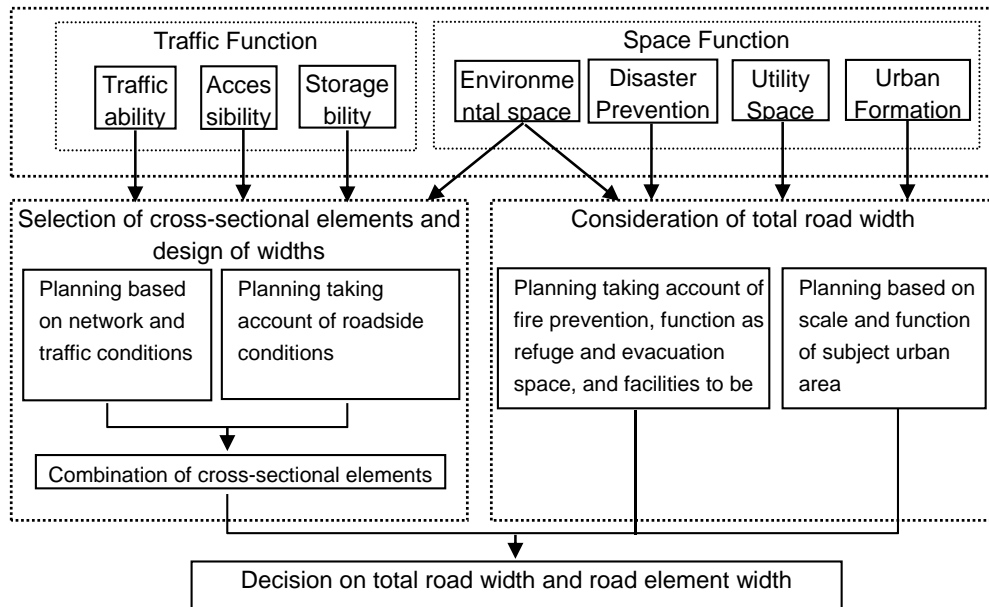 Traffic Function
Space Function
Traffic
ability
Acces
sibility
Storage
bility
Environme
ntal space
Disaster
Prevention
Utility
Space
Urban
Formation
Selection of cross-sectional elements and
design of widths
Consideration of total road width
Planning based
on network and
traffic conditions
Planning taking
account of roadside
conditions
Planning taking account of
fire prevention, function as
refuge and evacuation
space, and facilities to be
Planning based on
scale and function
of subject urban
area
Combination of cross-sectional elements
Decision on total road width and road element width